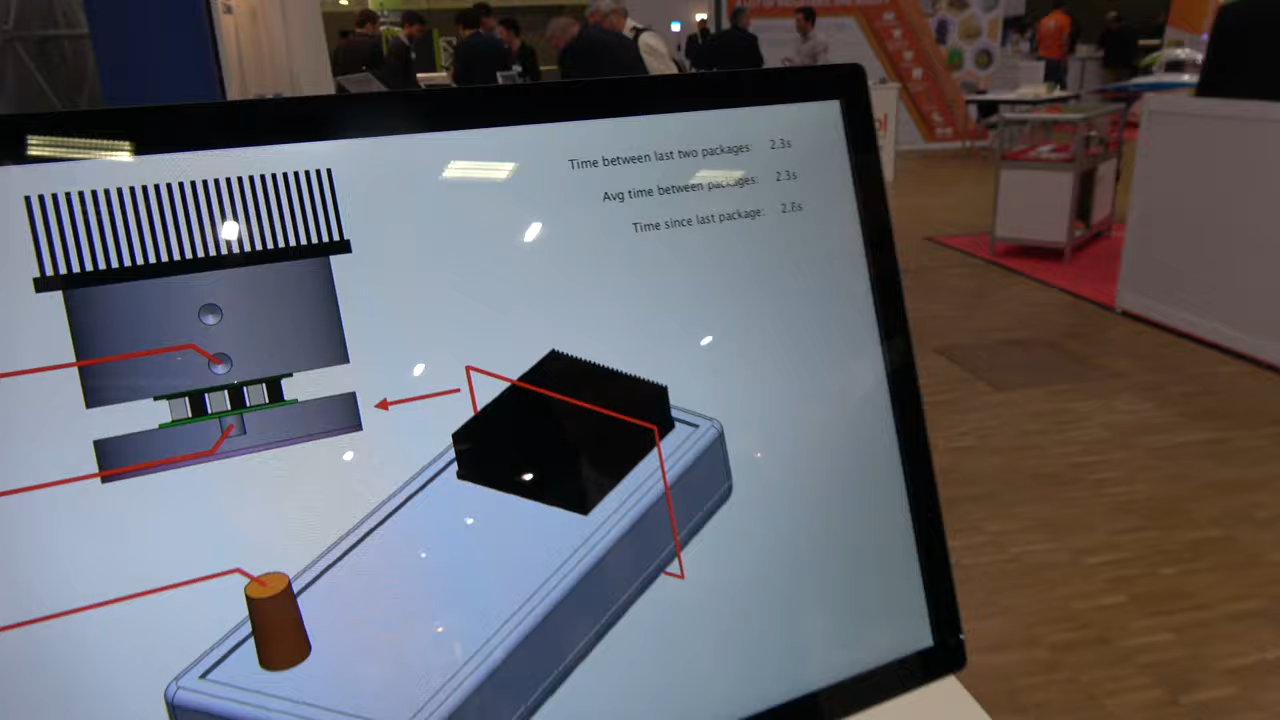 Time between last two packages: 2.3s
Avg time between packages: 2.3s
Time since last package: 2.6s